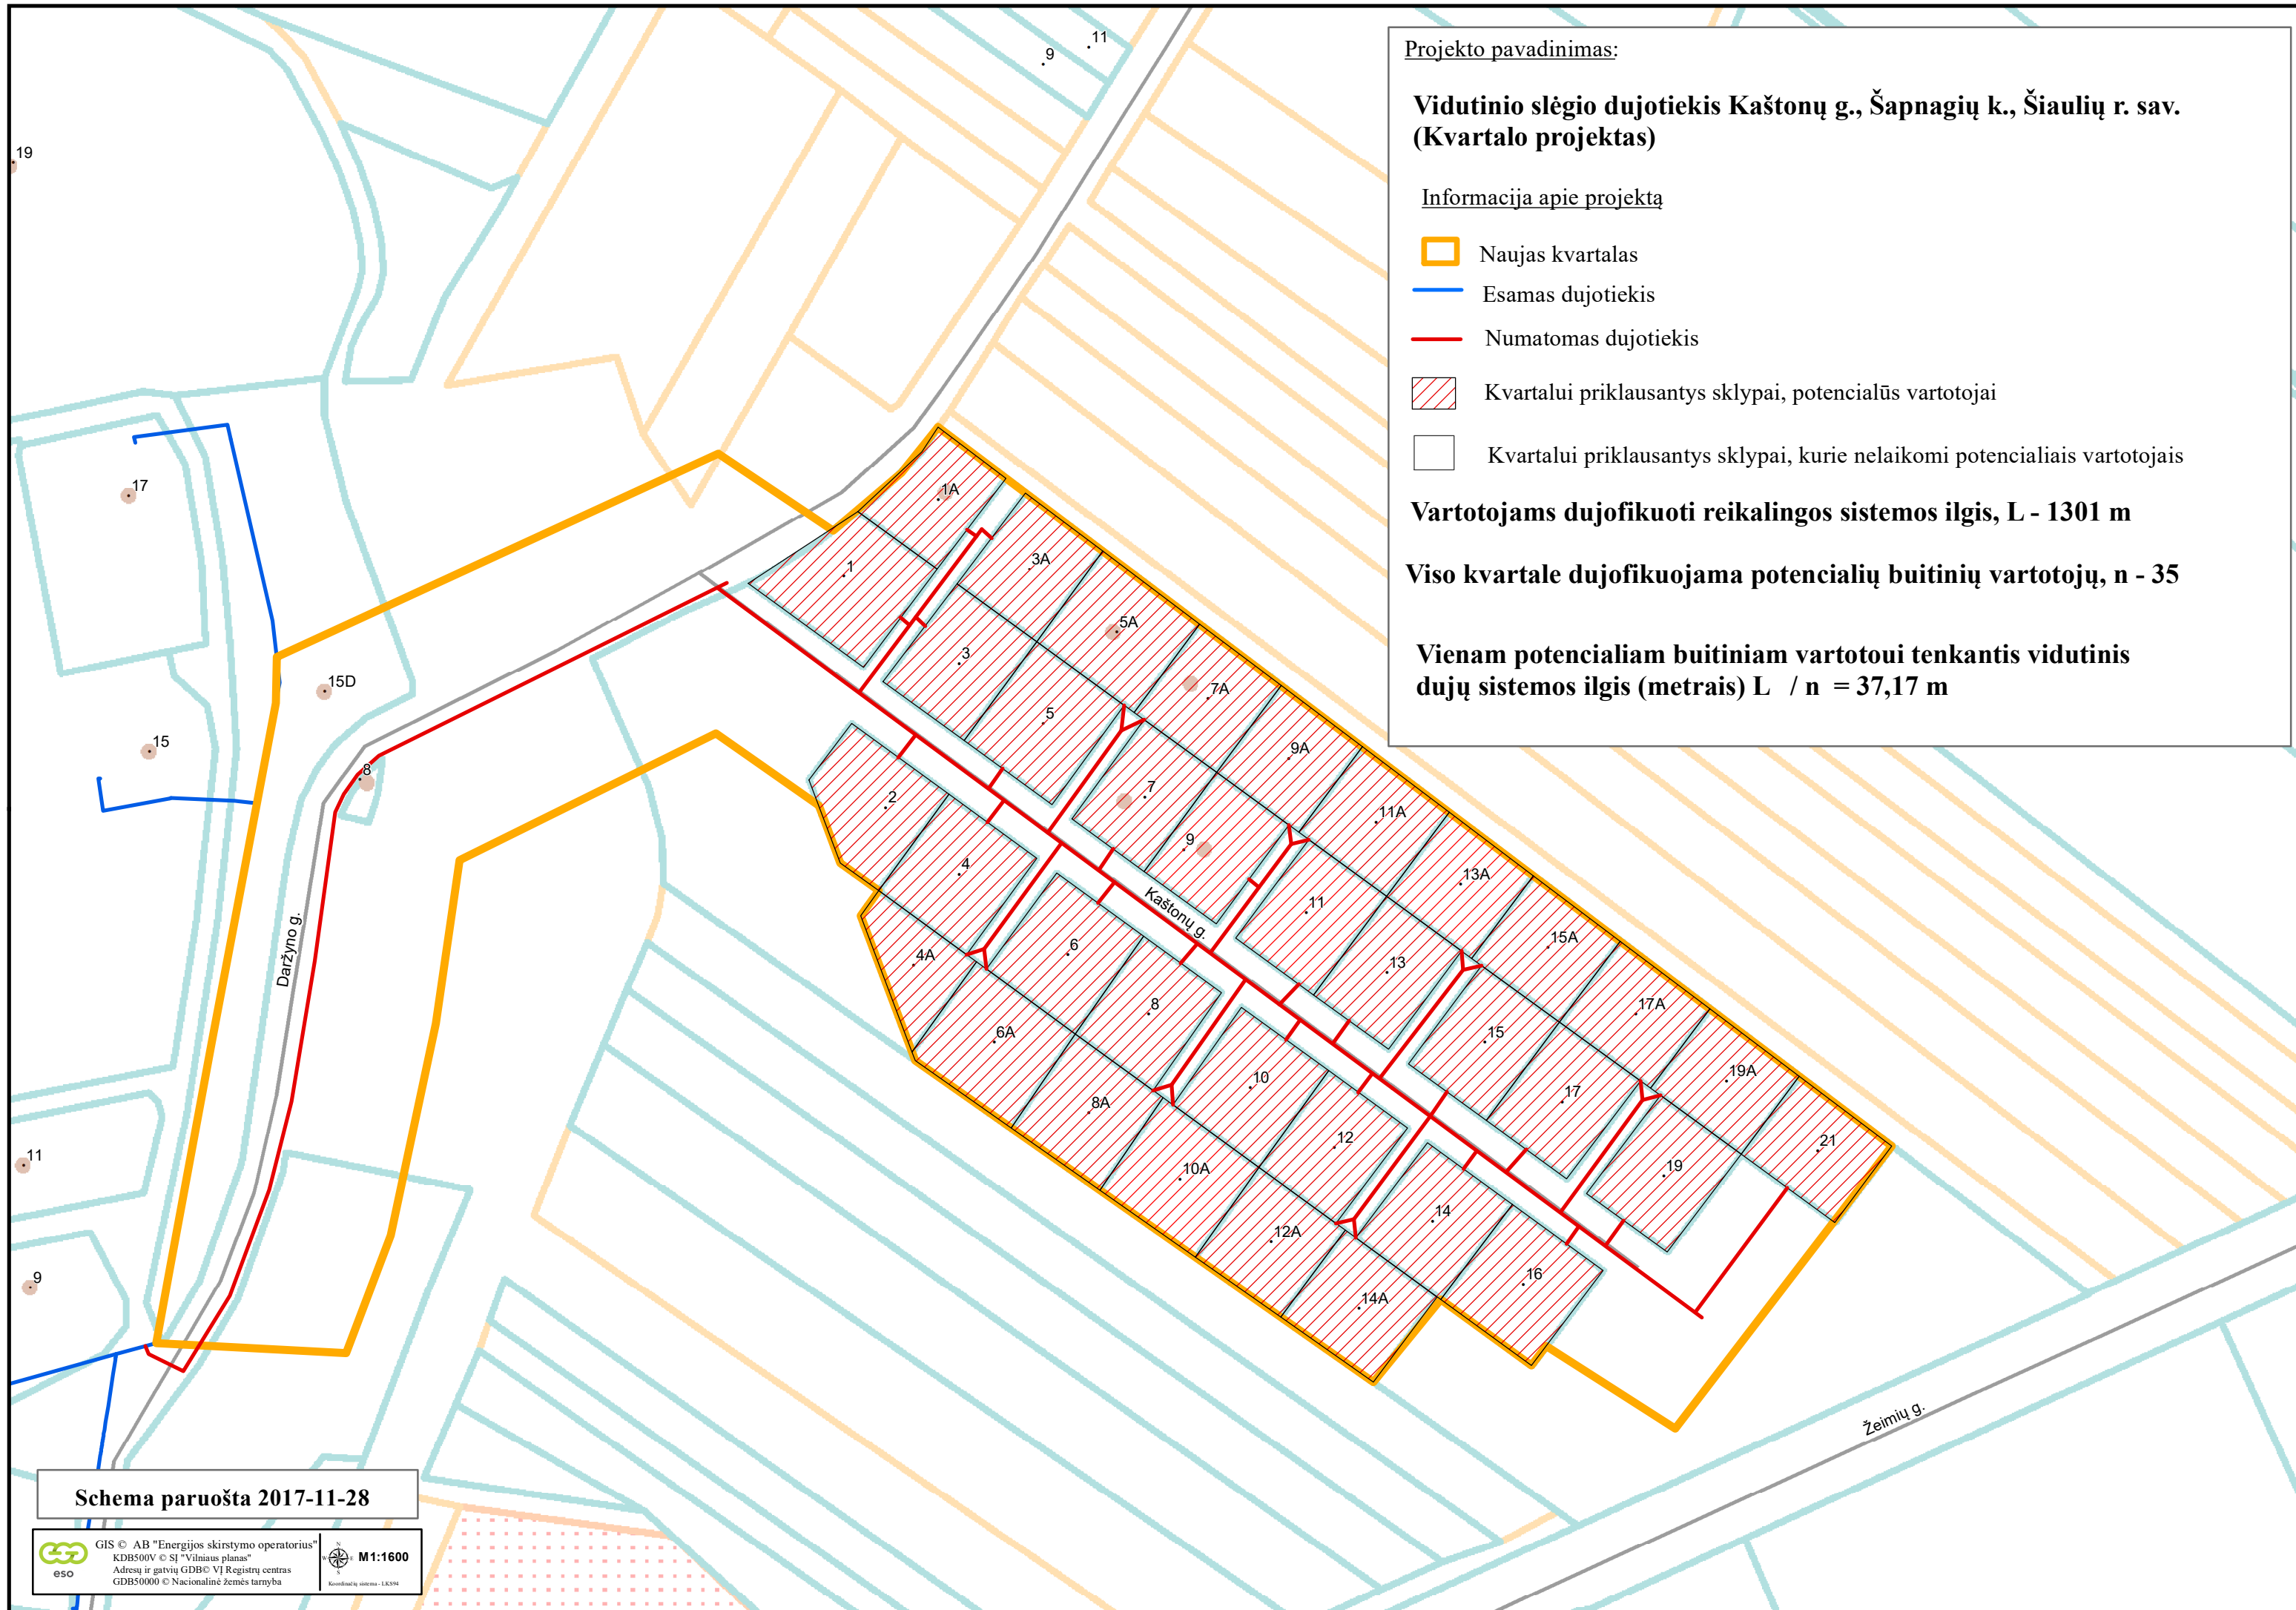 Projekto pavadinimas:
Vidutinio slėgio dujotiekis Kaštonų g., Šapnagių k., Šiaulių r. sav.
(Kvartalo projektas)
Informacija apie projektą
Naujas kvartalas
Esamas dujotiekis
Numatomas dujotiekis
Kvartalui priklausantys sklypai, potencialūs vartotojai
Kvartalui priklausantys sklypai, kurie nelaikomi potencialiais vartotojais
Vartotojams dujofikuoti reikalingos sistemos ilgis, L - 1301 m
Viso kvartale dujofikuojama potencialių buitinių vartotojų, n - 35
Vienam potencialiam buitiniam vartotoui tenkantis vidutinis
dujų sistemos ilgis (metrais) L / n = 37,17 m
11
9
19
17
15D
15
8
11
9
1A
1
3A
3
5A
5
7A
7
9A
9
11A
11
13A
13
15A
15
17A
17
19A
19
21
2
4
4A
6
6A
8
8A
10
10A
12
12A
14
14A
16
Kaštonų g.
Daržyno g.
Žeimių g.
Schema paruošta 2017-11-28
eso
GIS © AB "Energijos skirstymo operatorius"
KDB500V © SĮ "Vilniaus planas"
Adresų ir gatvių GDB© VĮ Registrų centras
GDB50000 © Nacionalinė žemės tarnyba
N
W
E
S
M1:1600
Koordinačių sistema - LKS94